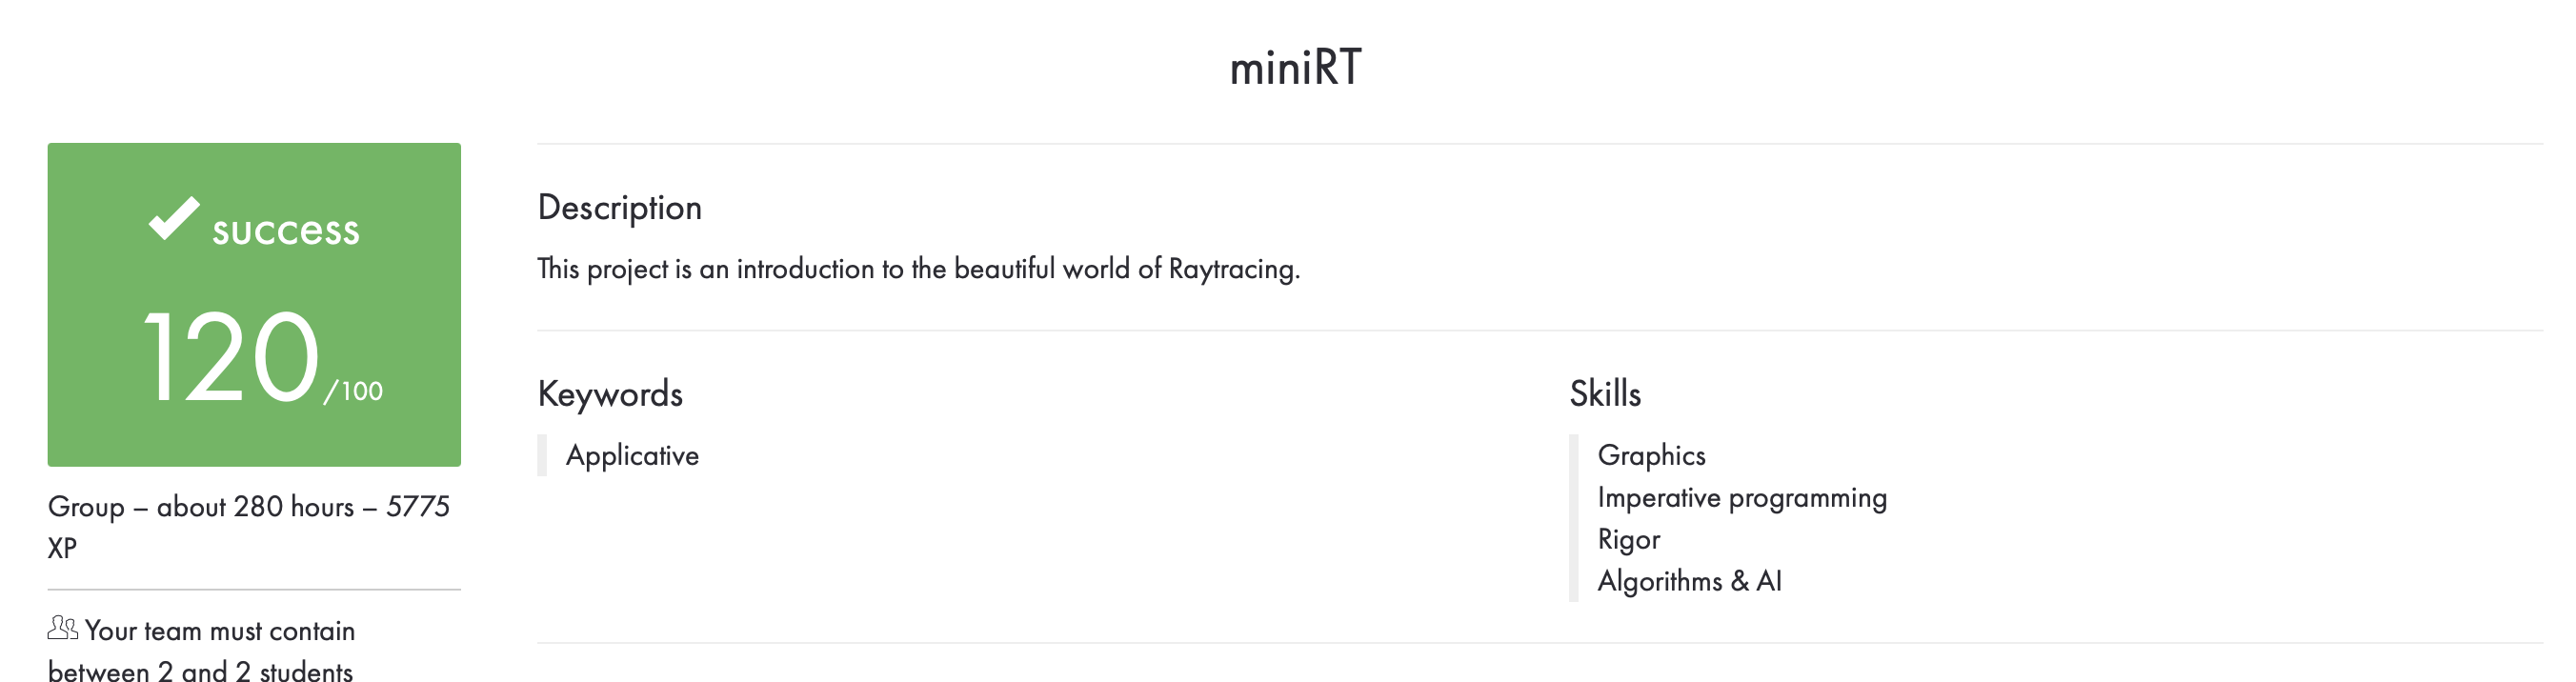 miniRT
success
120/100
Group – about 280 hours – 5775
XP
Your team must contain
between 2 and 2 students
Description
This project is an introduction to the beautiful world of Raytracing.
Keywords
Applicative
Skills
Graphics
Imperative programming
Rigor
Algorithms & AI